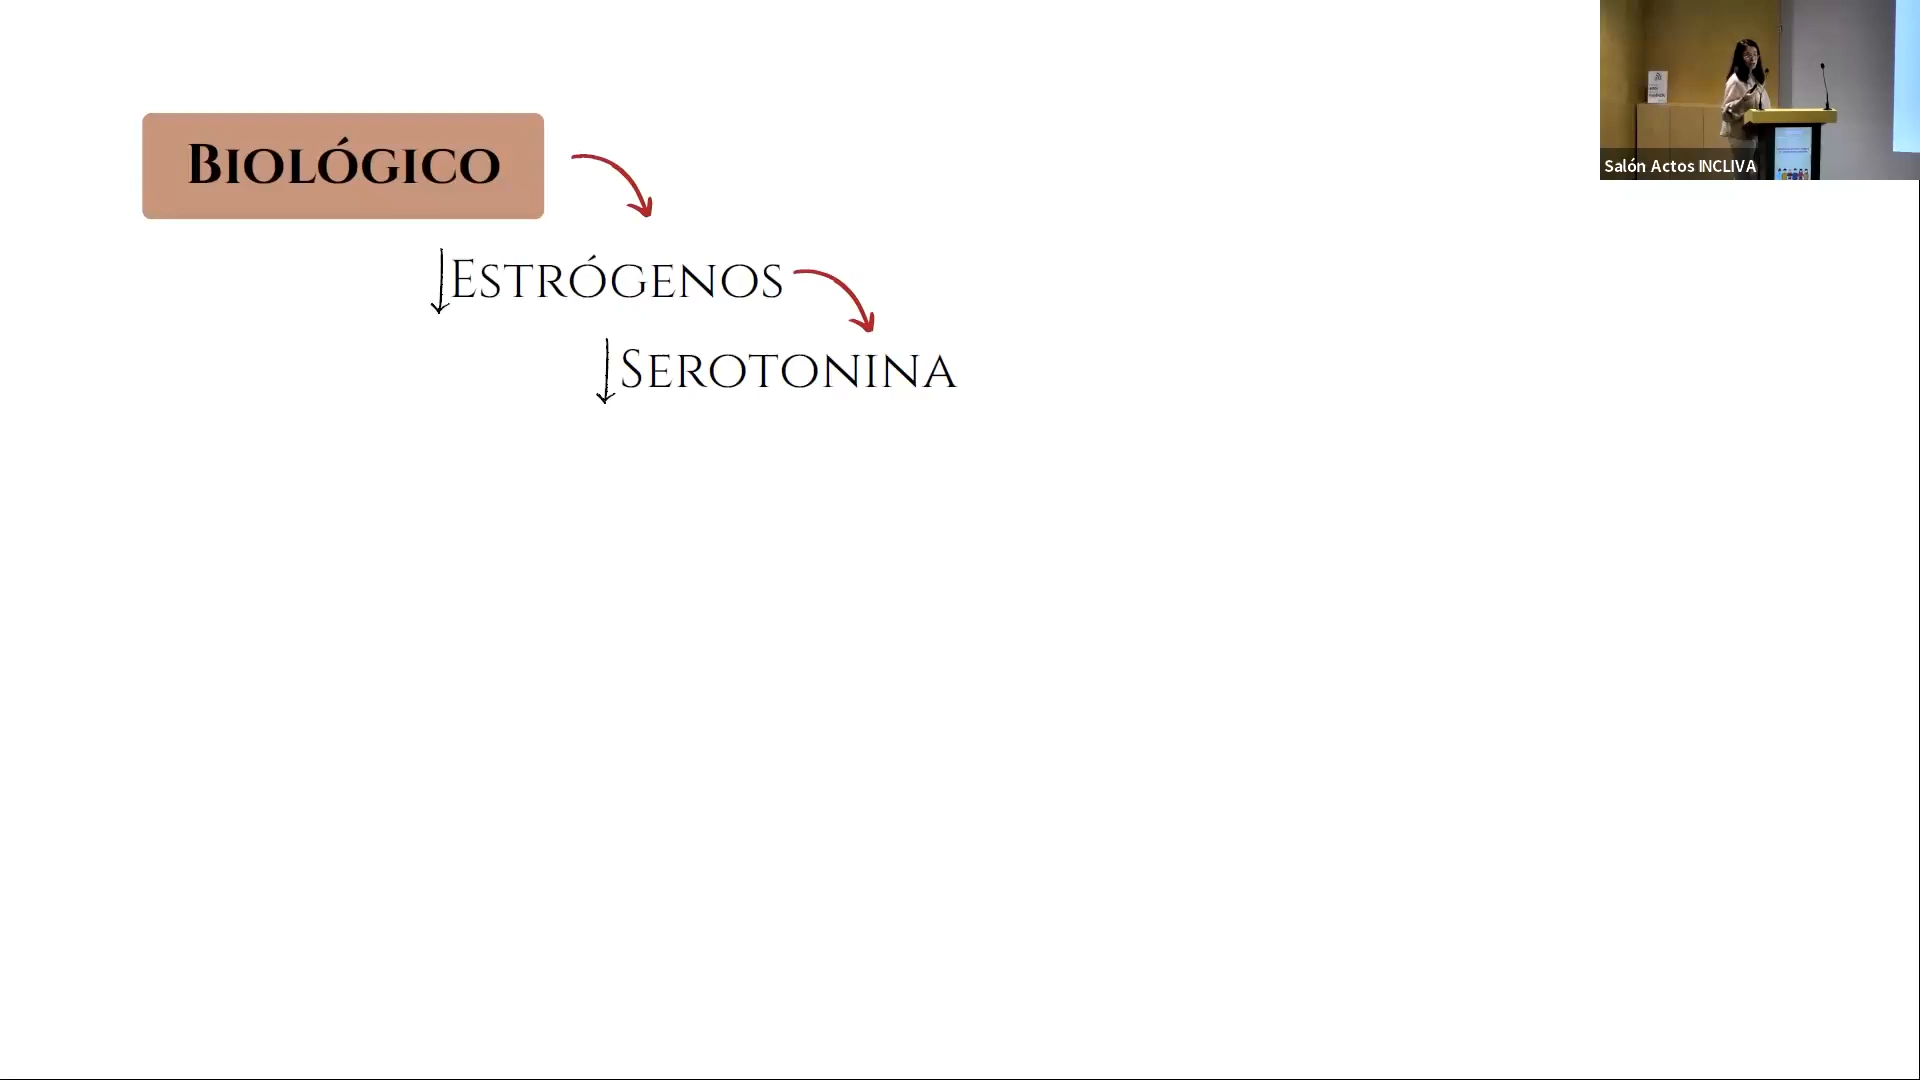 BIOLÓGICO
↓ESTRÓGENOS
↓SEROTONINA
Salón Actos INCLIVA